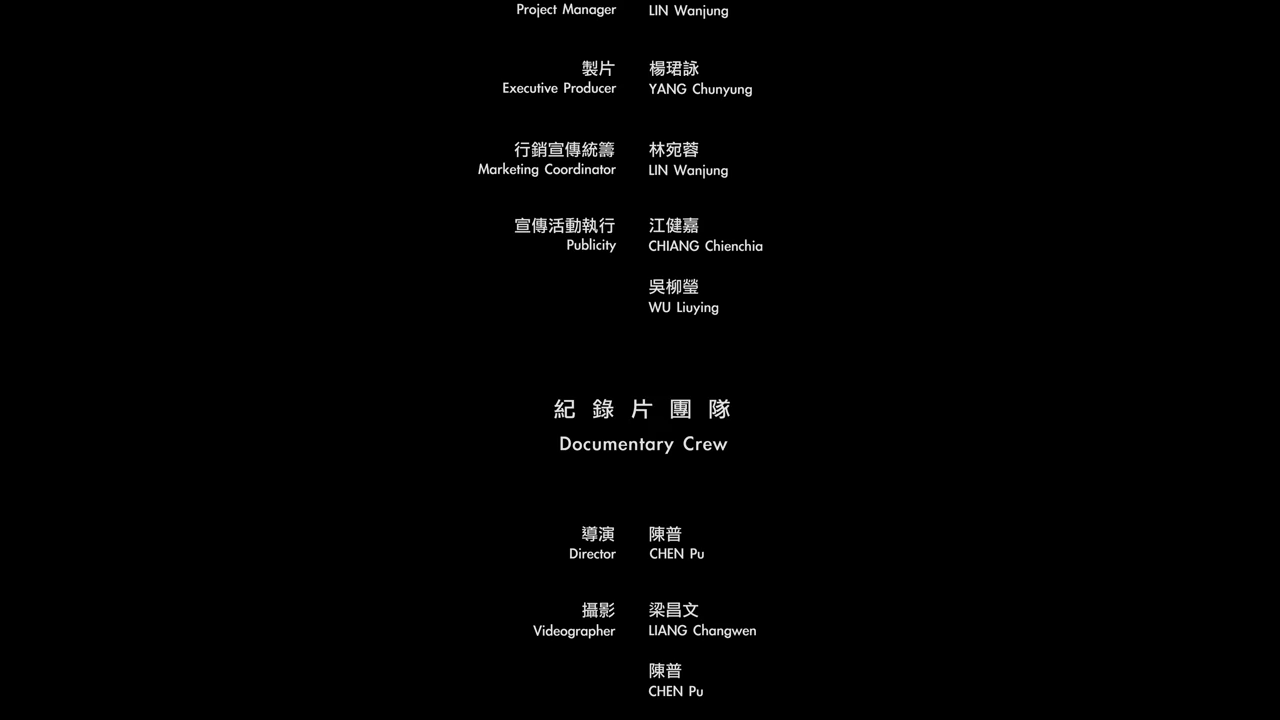 Project Manager LIN Wanjung
製片 楊珺詠
Executive Producer YANG Chunyung
行銷宣傳統籌 林宛蓉
Marketing Coordinator LIN Wanjung
宣傳活動執行 江健嘉
Publicity CHIANG Chienchia
吳柳瑩
WU Liuying
紀錄片團隊
Documentary Crew
導演 陳普
Director CHEN Pu
攝影 梁昌文
Videographer LIANG Changwen
陳普
CHEN Pu